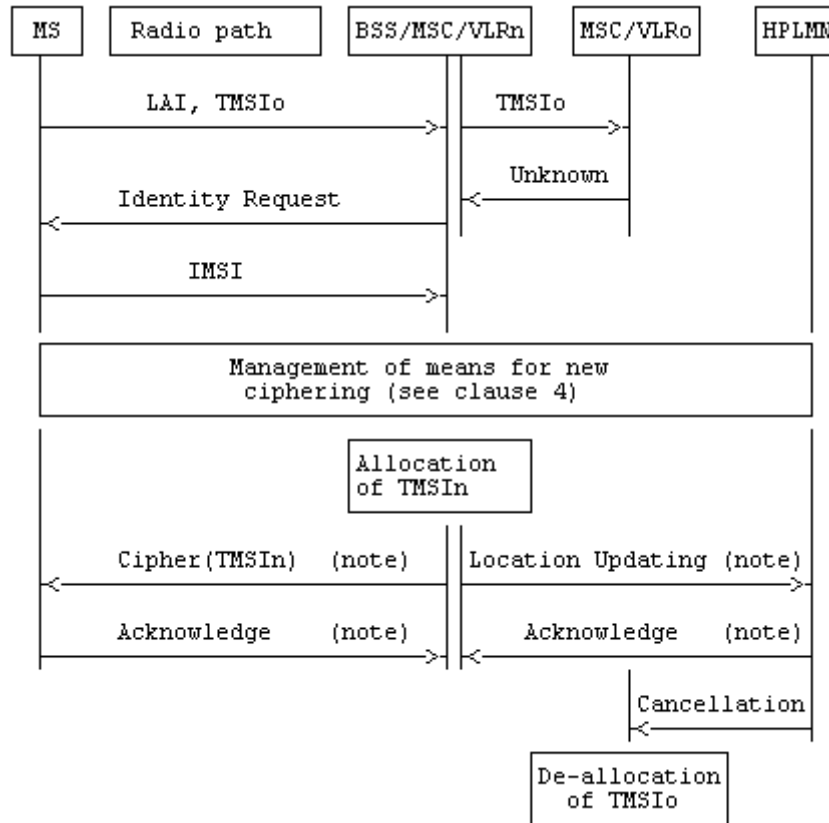 MS
Radio path
BSS/MSC/VLRn
MSC/VLRo
HPLMN
LAI, TMSIo
TMSIo
Unknown
Identity Request
IMSI
Management of means for new
ciphering (see clause 4)
Allocation
of TMSIn
Cipher(TMSIn) (note)
Location Updating (note)
Acknowledge (note)
Acknowledge (note)
Cancellation
De-allocation
of TMSIo